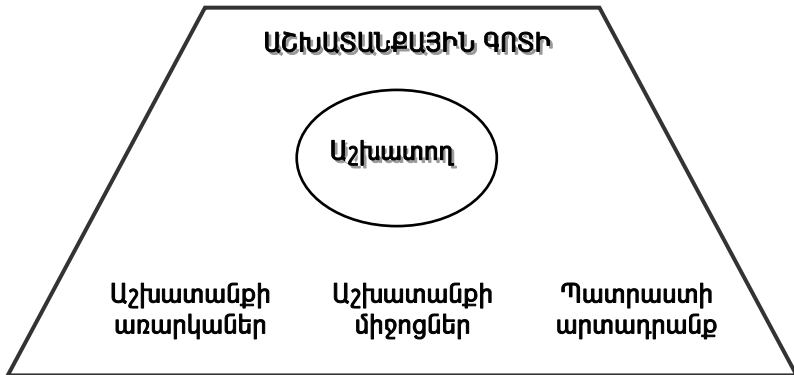 ԱՇԽԱՏԱՆՔԱՅԻՆ ԳՈՏԻ
Աշխատող
Աշխատանքի
առարկաներ
Աշխատանքի
միջոցներ
Պատրաստի
արտադրանք